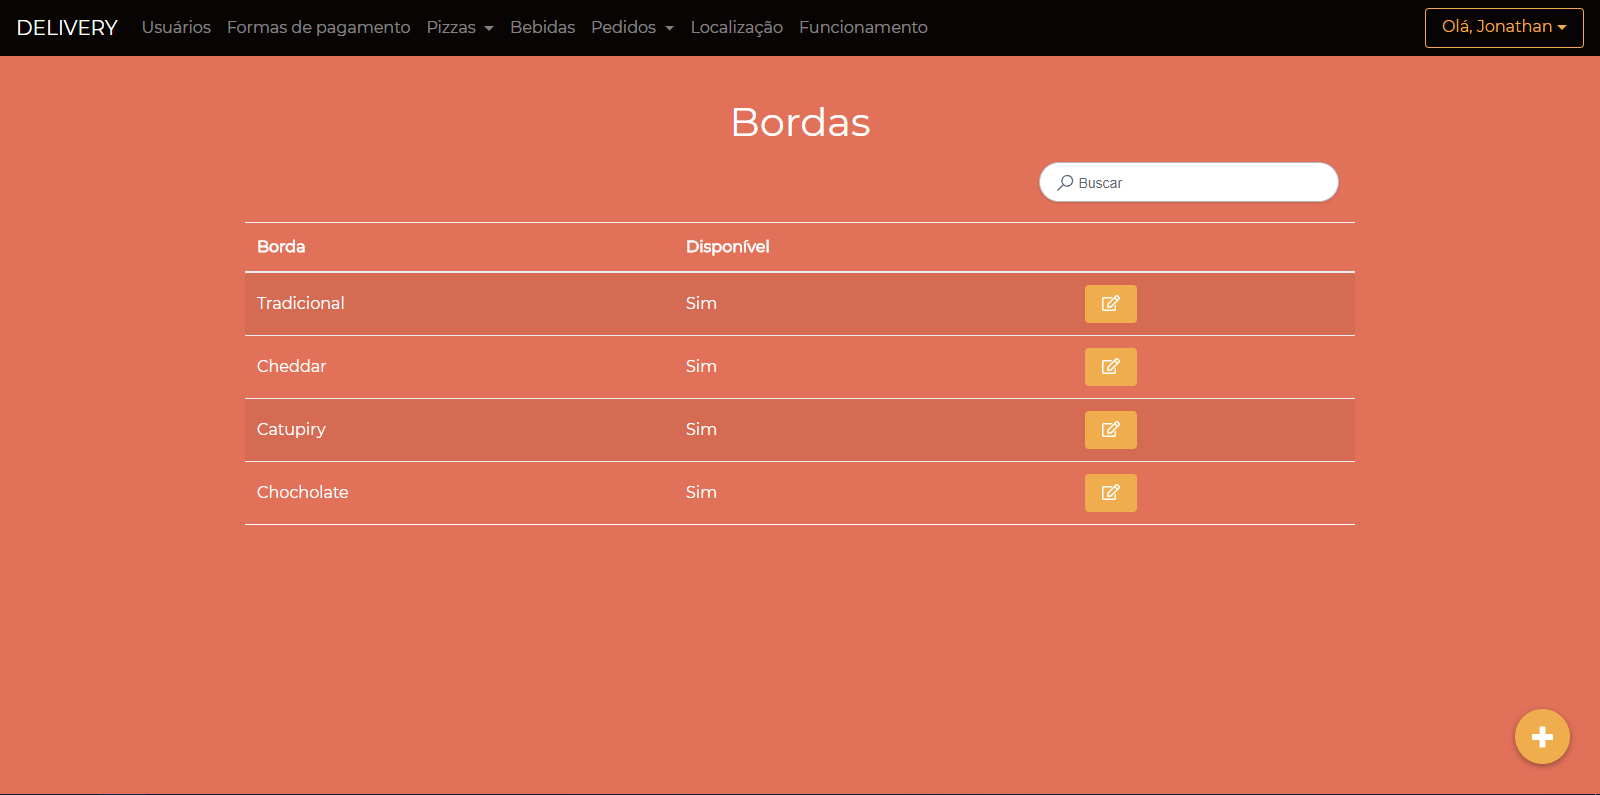 DELIVERY Usuários Formas de pagamento Pizzas Bebidas Pedidos Localização Funcionamento Olá, Jonathan
Bordas
Buscar
Borda Disponível
Tradicional Sim
Cheddar Sim
Catupiry Sim
Chocholate Sim